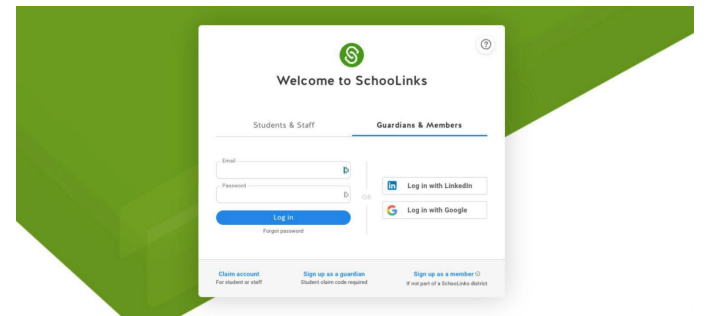 Welcome to SchooLinks
Students & Staff
Guardians & Members
Email
Password
OR
Log in
Forgot password
Log in with LinkedIn
Log in with Google
Claim account
For student or staff
Sign up as a guardian
Student claim code required
Sign up as a member
If not part of a SchooLinks district